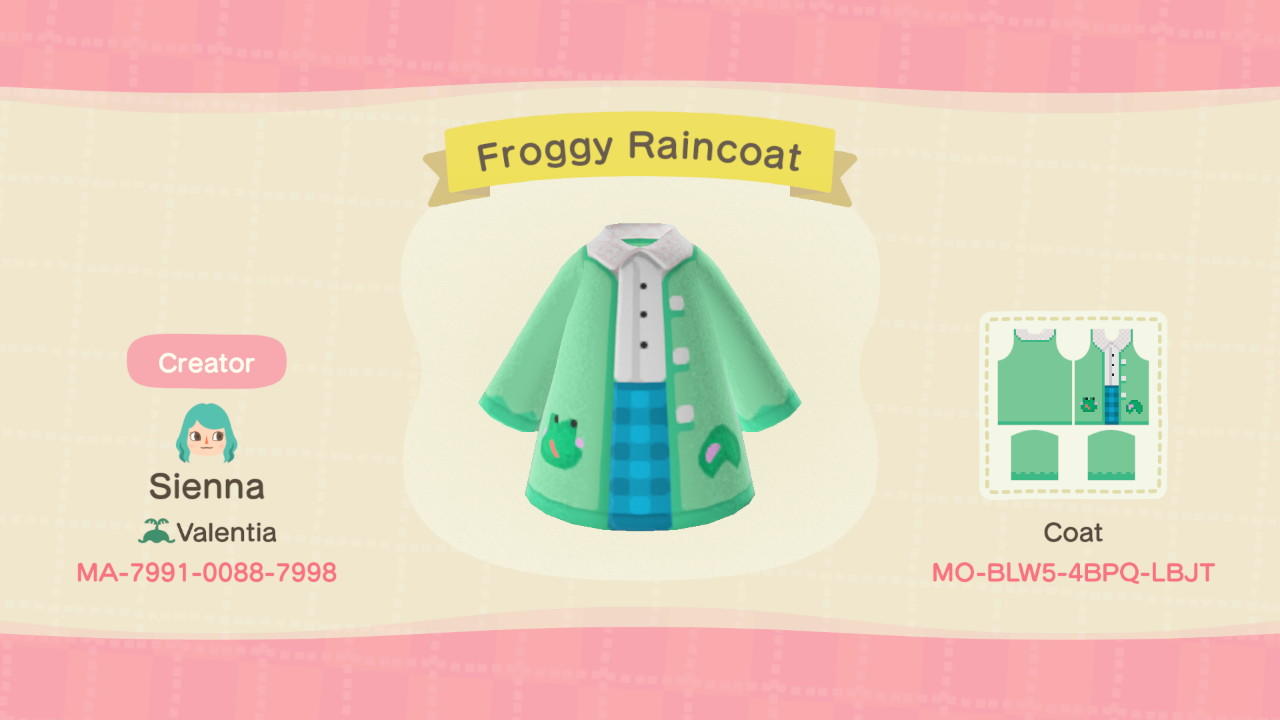 Froggy Raincoat
Creator
Sienna
Valentia
MA-7991-0088-7998
Coat
MO-BLW5-4BPQ-LBJT